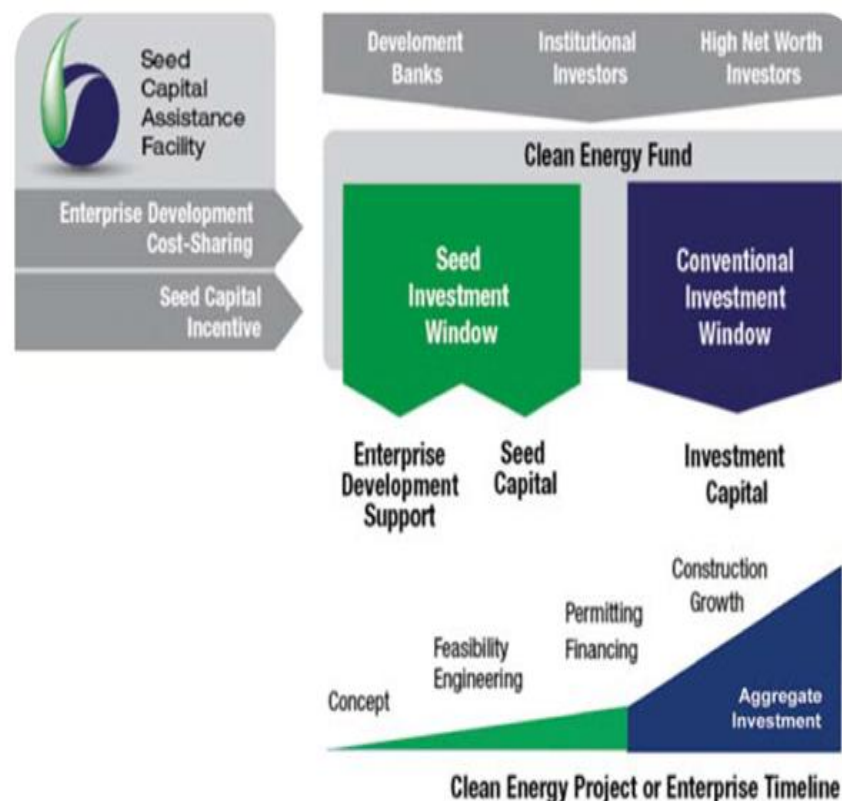 Seed
Capital
Assistance
Facility
Enterprise Development
Cost-Sharing
Seed Capital
Incentive
Develoment
Banks
Institutional
Investors
High Net Worth
Investors
Clean Energy Fund
Seed
Investment
Window
Conventional
Investment
Window
Enterprise
Development
Support
Seed
Capital
Investment
Capital
Concept
Feasibility
Engineering
Permitting
Financing
Construction
Growth
Aggregate
Investment
Clean Energy Project or Enterprise Timeline